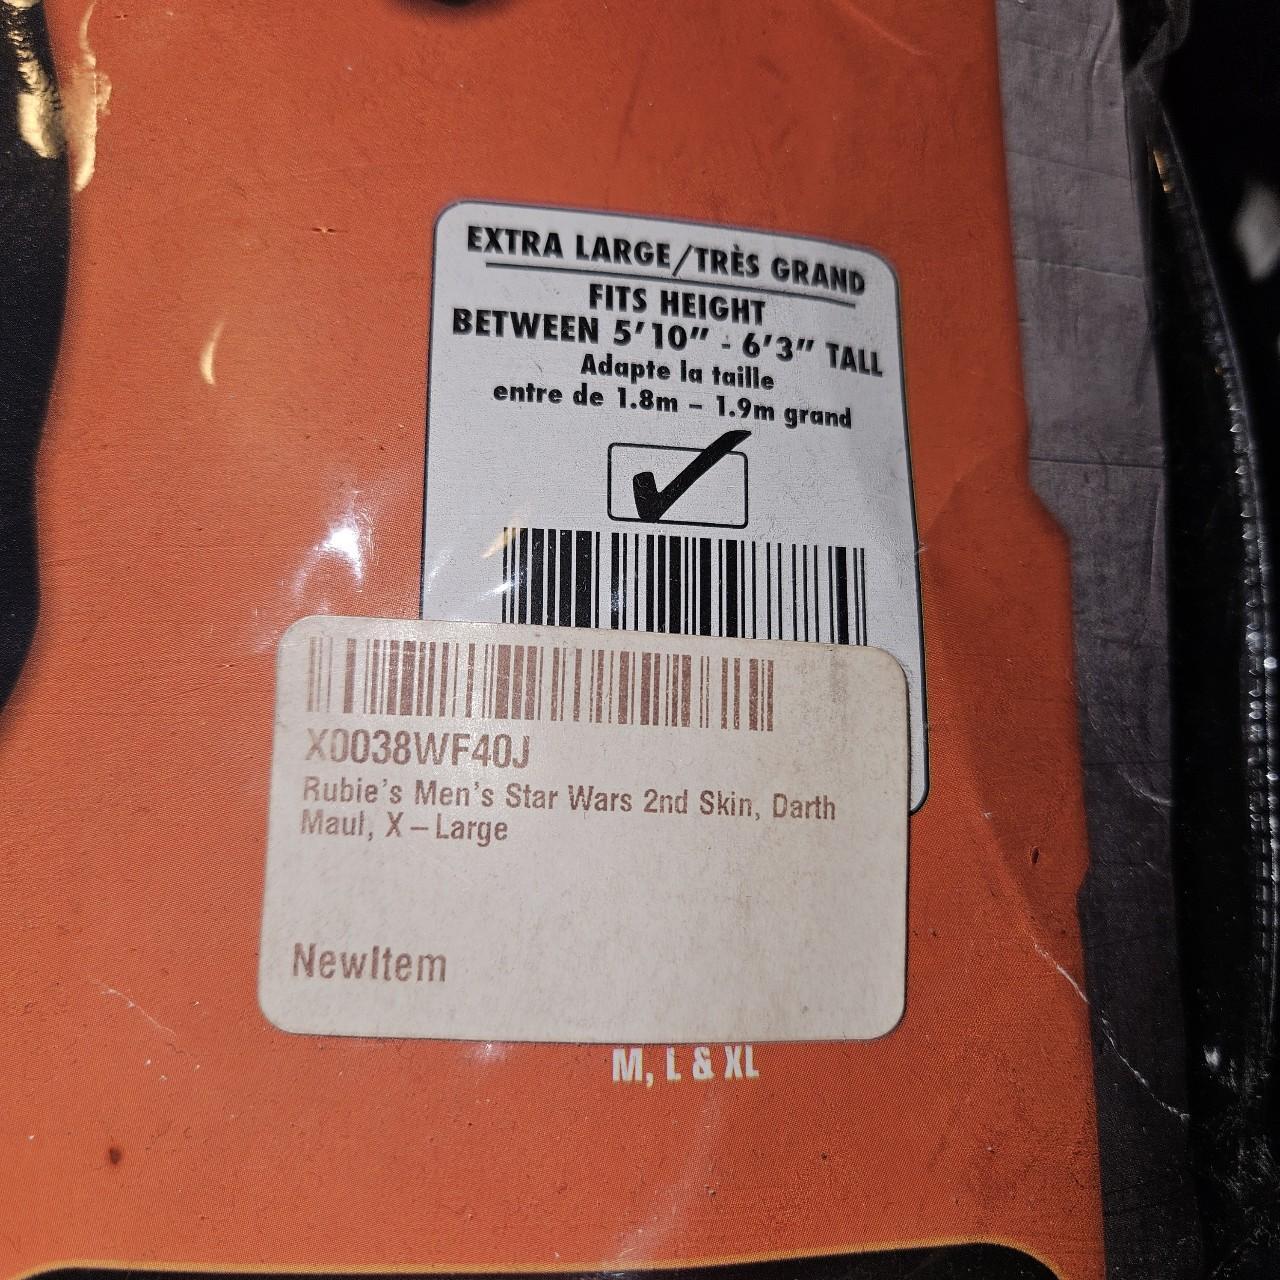 EXTRA LARGE/TRÈS GRAND
FITS HEIGHT
BETWEEN 5'10" - 6'3" TALL
Adapte la taille
entre de 1.8m – 1.9m grand
X0038WF40J
Rubie's Men's Star Wars 2nd Skin, Darth
Maul, X–Large
NewItem
M, L & XL